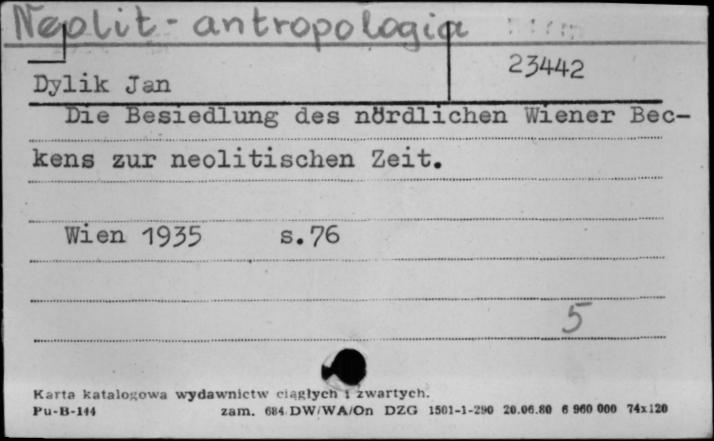 Neolit - antropologia
23442
Dylik Jan
Die Besiedlung des nördlichen Wiener Bec-
kens zur neolitischen Zeit.
Wien 1935 s.76
5
Karta katalogowa wydawnictw ciągłych i zwartych.
Pu-B-144 zam. 684 DW/WA/On DZG 1501-1-290 20.06.80 6 960 000 74x120